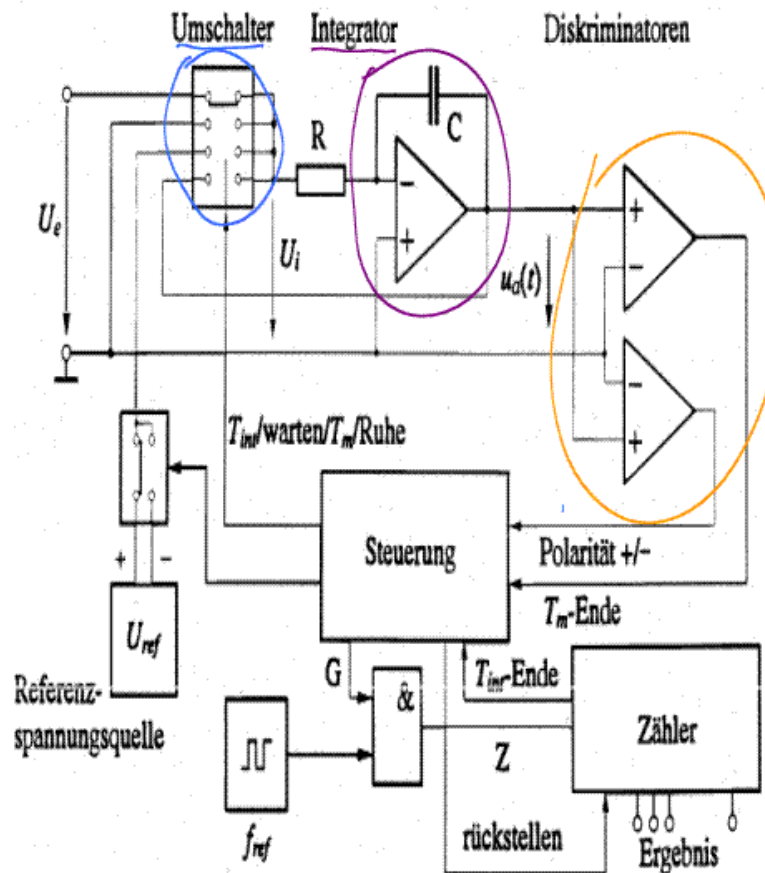 Umschalter
Integrator
Diskriminatoren
R
C
-
+
+
-
-
+
U_e
U_i
u_a(t)
T_int/warten/T_m/Ruhe
+ -
U_ref
Referenz-
spannungsquelle
Steuerung
Polarität +/-
T_m-Ende
G
T_int-Ende
&
Z
Zähler
f_ref
rückstellen
Ergebnis